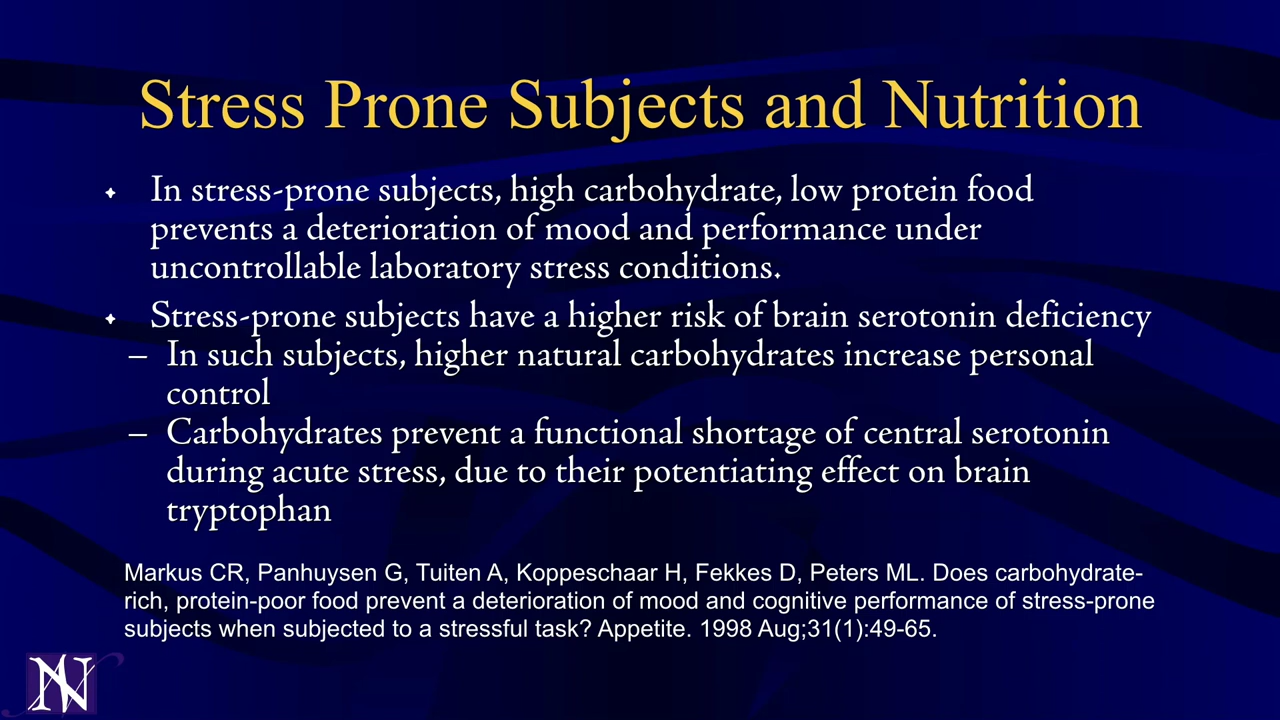 Stress Prone Subjects and Nutrition
In stress-prone subjects, high carbohydrate, low protein food
prevents a deterioration of mood and performance under
uncontrollable laboratory stress conditions.
Stress-prone subjects have a higher risk of brain serotonin deficiency
– In such subjects, higher natural carbohydrates increase personal
control
– Carbohydrates prevent a functional shortage of central serotonin
during acute stress, due to their potentiating effect on brain
tryptophan
Markus CR, Panhuysen G, Tuiten A, Koppeschaar H, Fekkes D, Peters ML. Does carbohydrate-
rich, protein-poor food prevent a deterioration of mood and cognitive performance of stress-prone
subjects when subjected to a stressful task? Appetite. 1998 Aug;31(1):49-65.